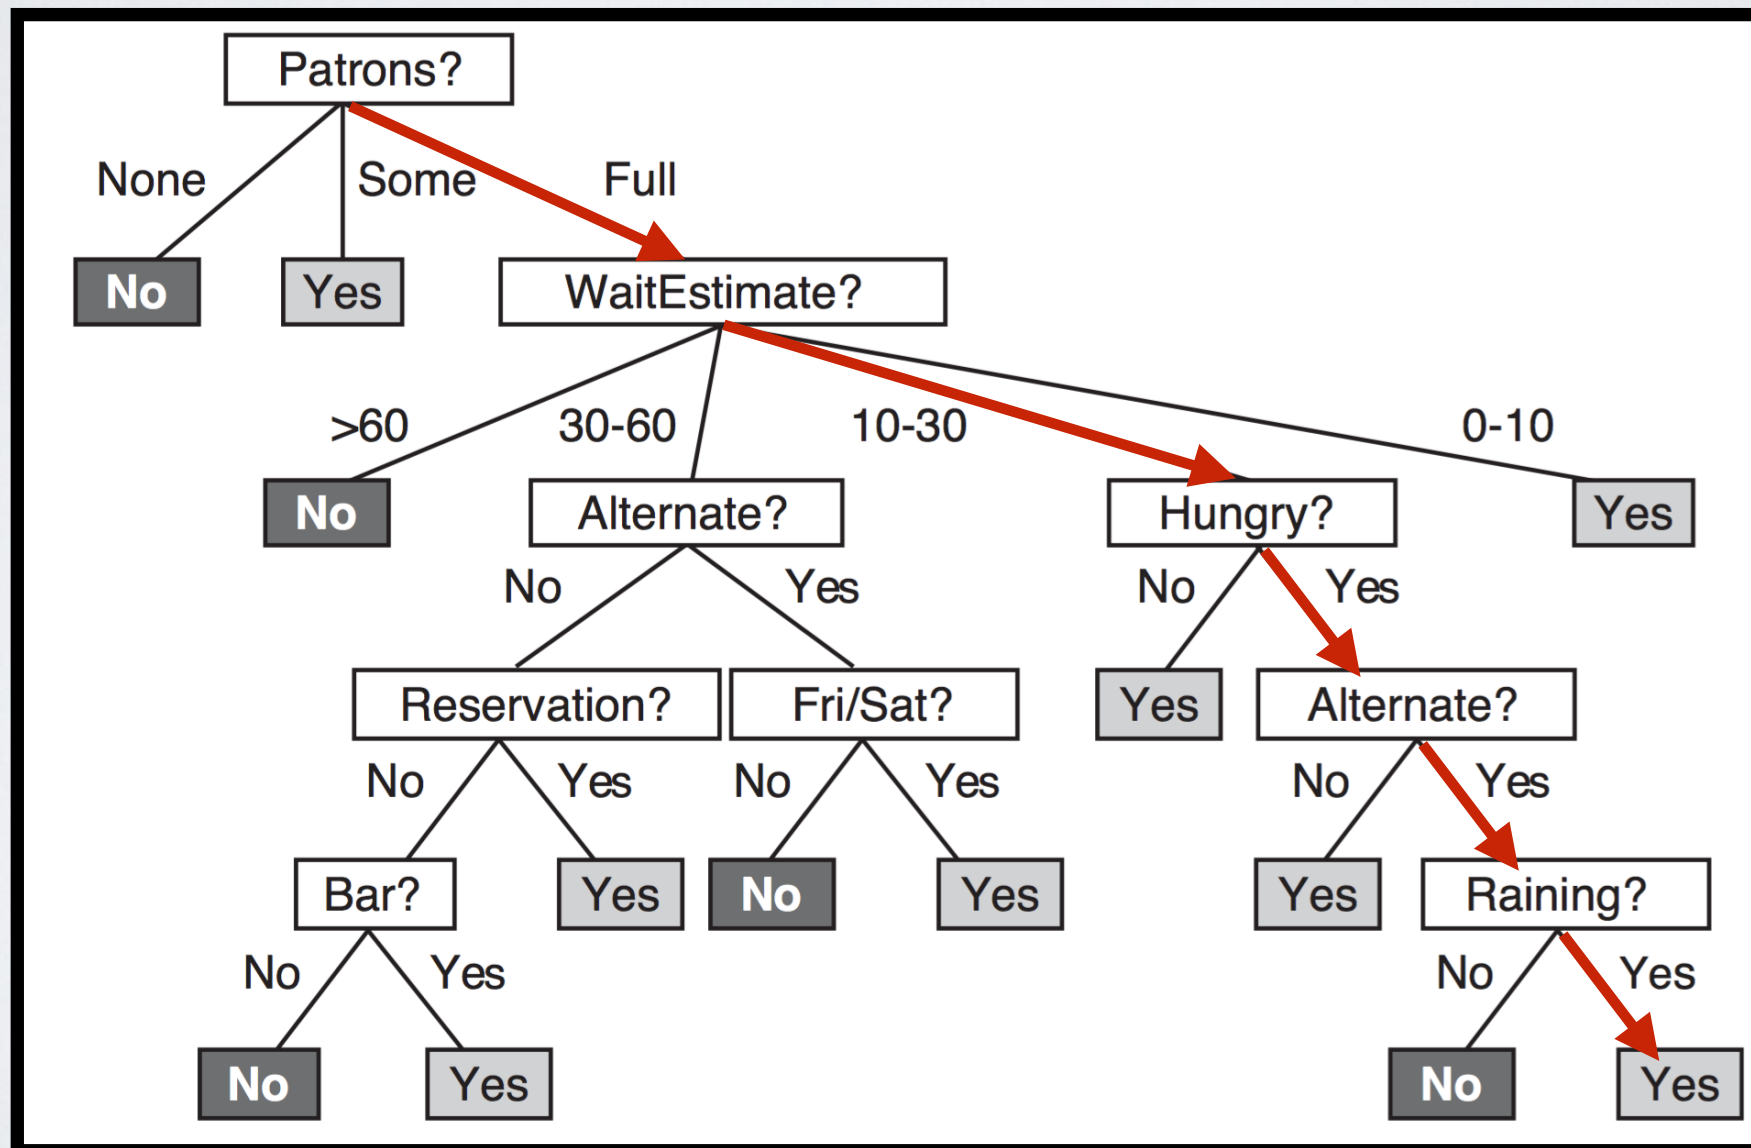 Patrons?
None Some Full
No Yes WaitEstimate?
>60 30-60 10-30 0-10
No Alternate? Hungry? Yes
No Yes No Yes
Reservation? Fri/Sat? Yes Alternate?
No Yes No Yes No Yes
Bar? Yes No Yes Yes Raining?
No Yes No Yes
No Yes No Yes